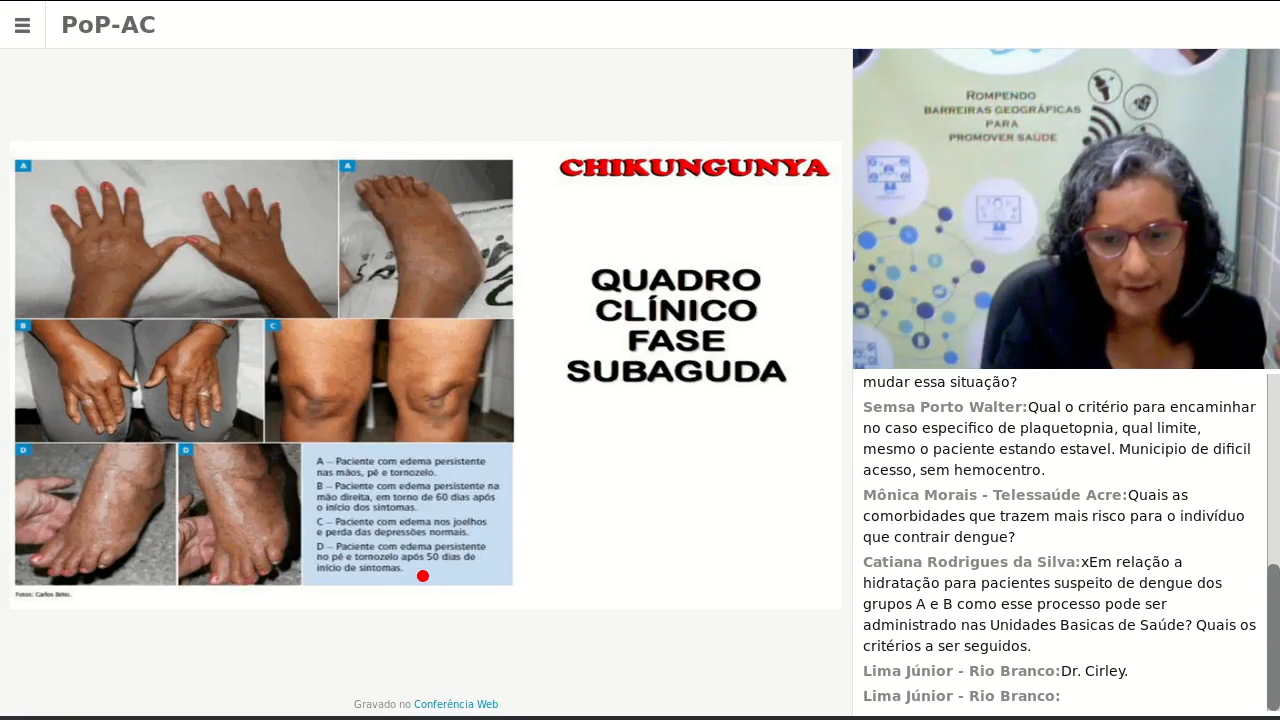 PoP-AC
A
A
B
C
D
D
CHIKUNGUNYA
QUADRO
CLÍNICO
FASE
SUBAGUDA
A – Paciente com edema persistente
nas mãos, pé e tornozelo.
B – Paciente com edema persistente na
mão direita, em torno de 60 dias após
o início dos sintomas.
C – Paciente com edema nos joelhos
e perda das depressões normais.
D – Paciente com edema persistente
no pé e tornozelo após 50 dias de
início de sintomas.
Fotos: Carlos Brito.
Gravado no Conferência Web
ROMPENDO
BARREIRAS GEOGRÁFICAS
PARA
PROMOVER SAÚDE
mudar essa situação?
Semsa Porto Walter:Qual o critério para encaminhar
no caso especifico de plaquetopnia, qual limite,
mesmo o paciente estando estavel. Municipio de dificil
acesso, sem hemocentro.
Mônica Morais - Telessaúde Acre:Quais as
comorbidades que trazem mais risco para o indivíduo
que contrair dengue?
Catiana Rodrigues da Silva:xEm relação a
hidratação para pacientes suspeito de dengue dos
grupos A e B como esse processo pode ser
administrado nas Unidades Basicas de Saúde? Quais os
critérios a ser seguidos.
Lima Júnior - Rio Branco:Dr. Cirley.
Lima Júnior - Rio Branco: